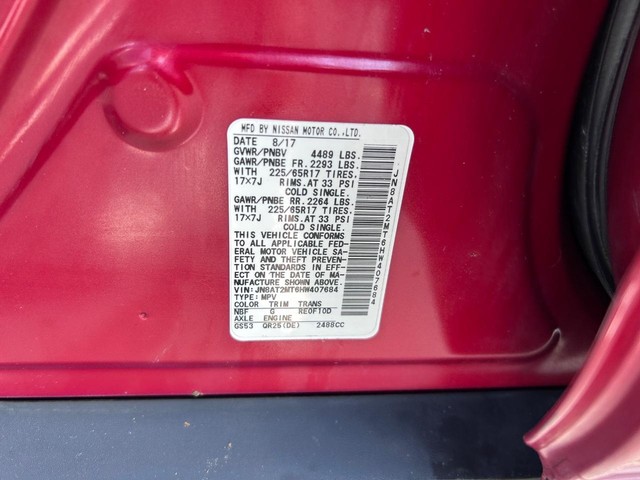 MFD BY NISSAN MOTOR CO.,LTD.
DATE 8/17
GVWR/PNBV 4489 LBS.
GAWR/PNBE FR. 2293 LBS.
WITH 225/65R17 TIRES,
17×7J RIMS.AT 33 PSI
COLD SINGLE.
GAWR/PNBE RR. 2264 LBS.
WITH 225/65R17 TIRES,
17×7J RIMS.AT 33 PSI
COLD SINGLE.
THIS VEHICLE CONFORMS
TO ALL APPLICABLE FED-
ERAL MOTOR VEHICLE SA-
FETY AND THEFT PREVEN-
TION STANDARDS IN EFF-
ECT ON THE DATE OF MA-
NUFACTURE SHOWN ABOVE.
VIN: JN8AT2MT6HW407684
TYPE: MPV
COLOR TRIM TRANS
NBF G RE0F10D
AXLE ENGINE
GS53 QR25(DE) 2488CC
JN8AT2MT6HW407684